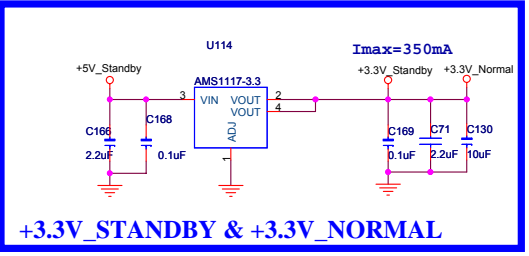 U114
Imax=350mA
+5V_Standby
+3.3V_Standby
+3.3V_Normal
AMS1117-3.3
3
VIN
VOUT
2
VOUT
4
ADJ
1
C166
2.2uF
C168
0.1uF
C169
0.1uF
C71
2.2uF
C130
10uF
+3.3V_STANDBY & +3.3V_NORMAL